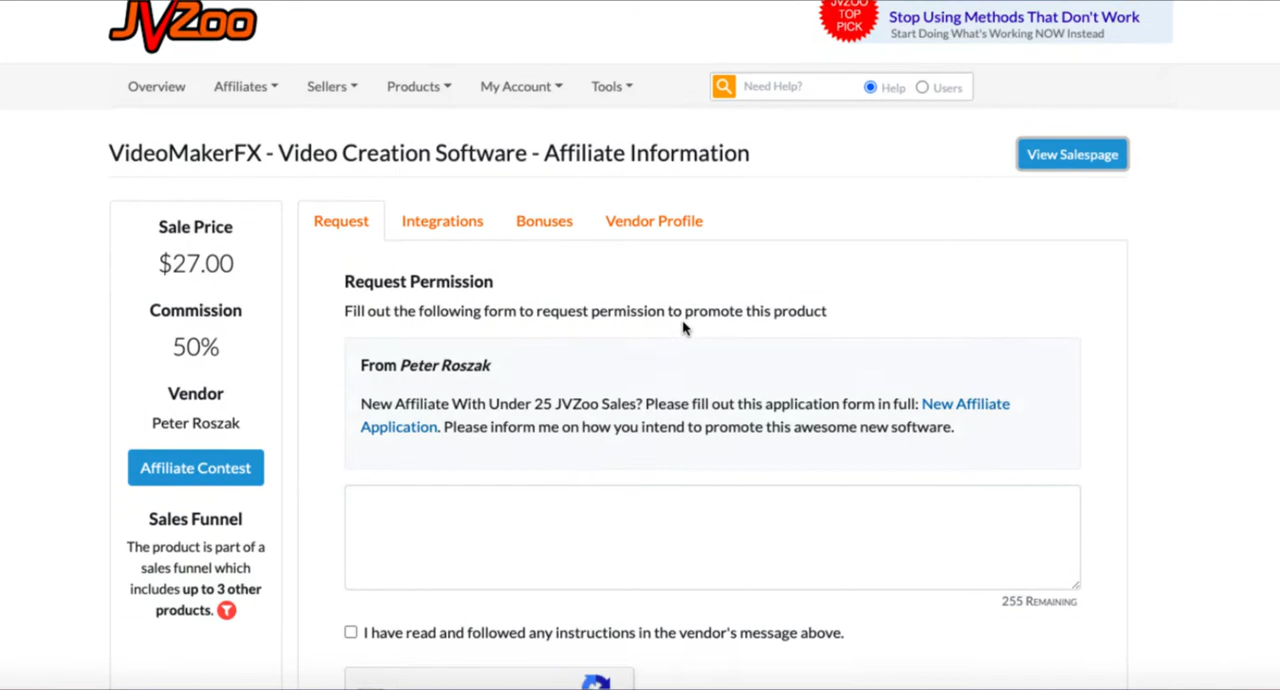 JVZoo
JVZOO
TOP
PICK
Stop Using Methods That Don't Work
Start Doing What's Working NOW Instead
Overview Affiliates Sellers Products My Account Tools Need Help? Help Users
VideoMakerFX - Video Creation Software - Affiliate Information
View Salespage
Sale Price
$27.00
Commission
50%
Vendor
Peter Roszak
Affiliate Contest
Sales Funnel
The product is part of a
sales funnel which
includes up to 3 other
products.
Request Integrations Bonuses Vendor Profile
Request Permission
Fill out the following form to request permission to promote this product
From Peter Roszak
New Affiliate With Under 25 JVZoo Sales? Please fill out this application form in full: New Affiliate
Application. Please inform me on how you intend to promote this awesome new software.
255 REMAINING
I have read and followed any instructions in the vendor's message above.